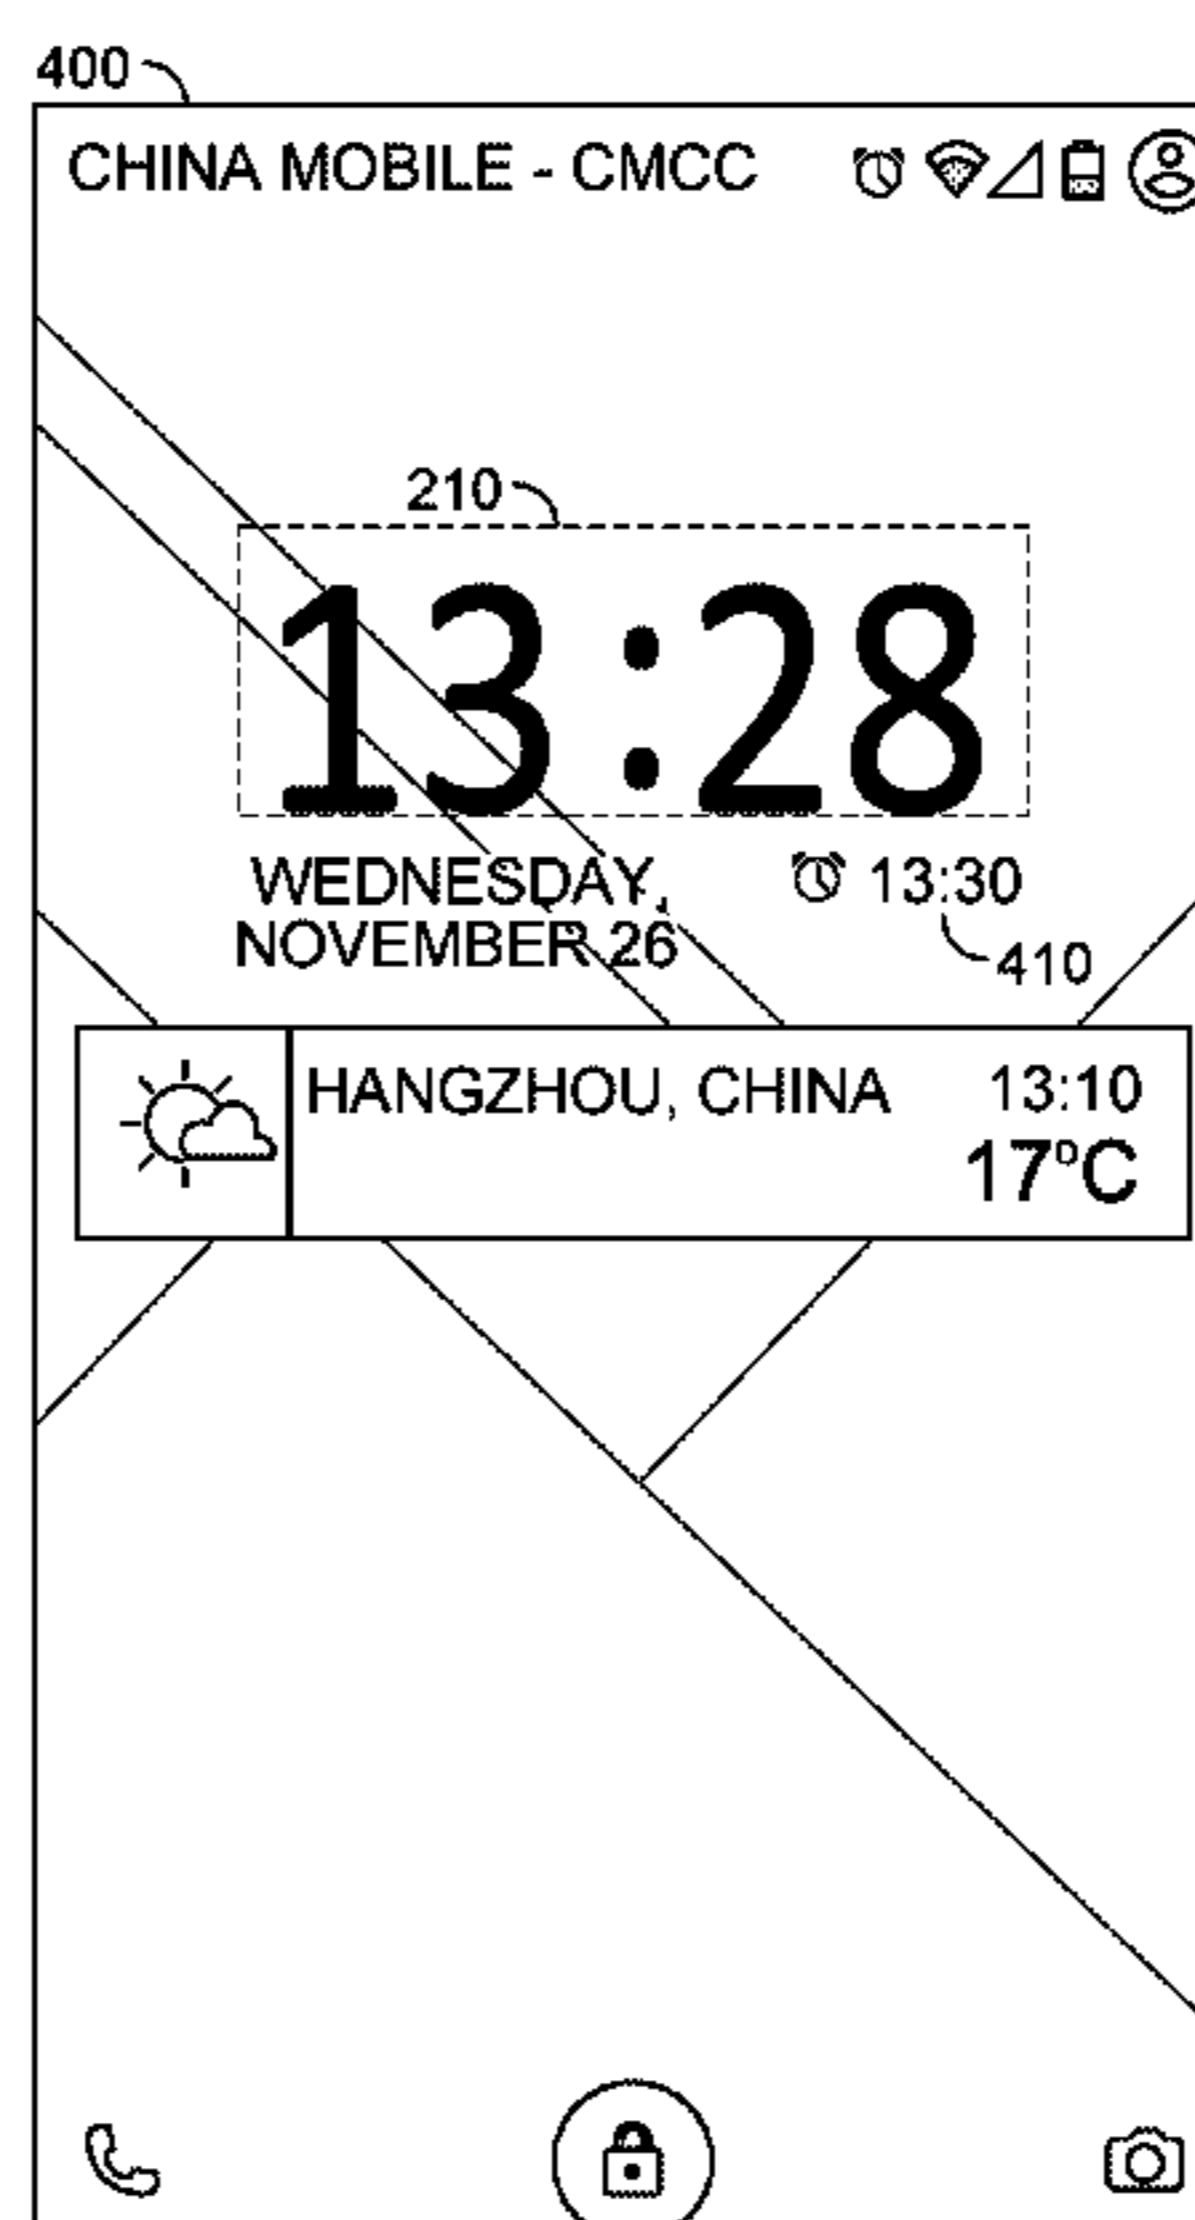 400
CHINA MOBILE - CMCC
210
13:28
WEDNESDAY,
NOVEMBER 26
13:30
410
HANGZHOU, CHINA
13:10
17°C